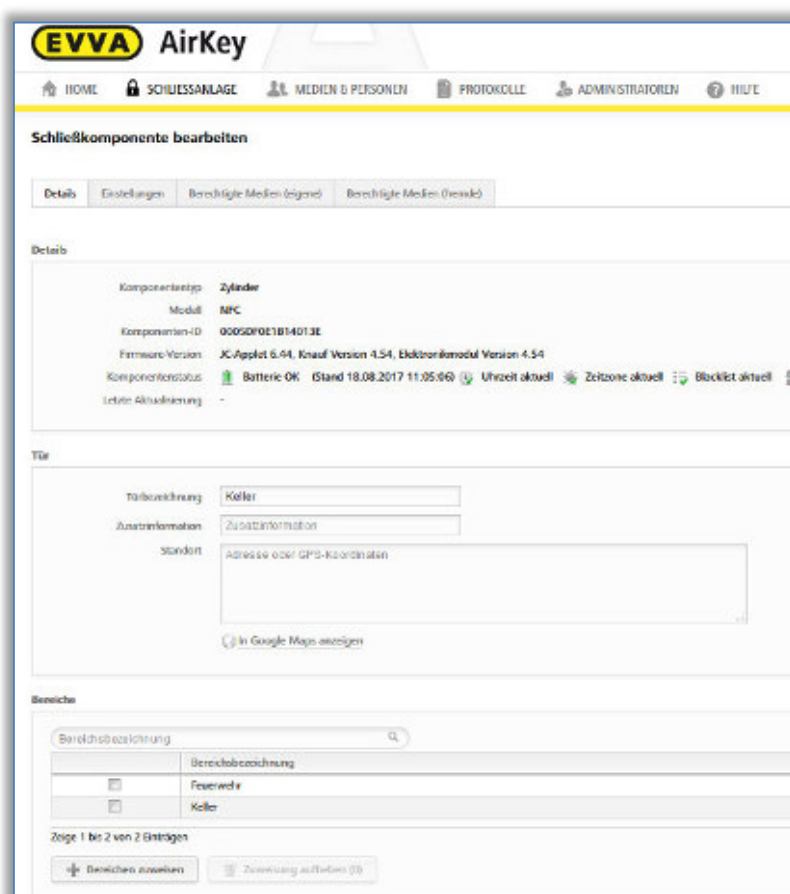 EVVA AirKey
HOME SCHLIESSANLAGE MEDIEN & PERSONEN PROTOKOLLE ADMINISTRATOREN HILFE
Schließkomponente bearbeiten
Details Einstellungen Berechtigte Medien (eigene) Berechtigte Medien (fremde)
Details
Komponententyp Zylinder
Modell NFC
Komponenten-ID
Firmware-Version JC-Applet 6.44, Knauf Version 4.54, Elektronikmodul Version 4.54
Komponentenstatus Batterie OK (Stand 18.08.2017 11:05:06) Uhrzeit aktuell Zeitzone aktuell Blacklist aktuell
Letzte Aktualisierung -
Tür
Türbezeichnung Keller
Zusatzinformation Zusatzinformation
Standort Adresse oder GPS-Koordinaten
In Google Maps anzeigen
Bereiche
Bereichsbezeichnung
Bereichsbezeichnung
Feuerwehr
Keller
Zeige 1 bis 2 von 2 Einträgen
Bereichen zuweisen Zuweisung aufheben (0)